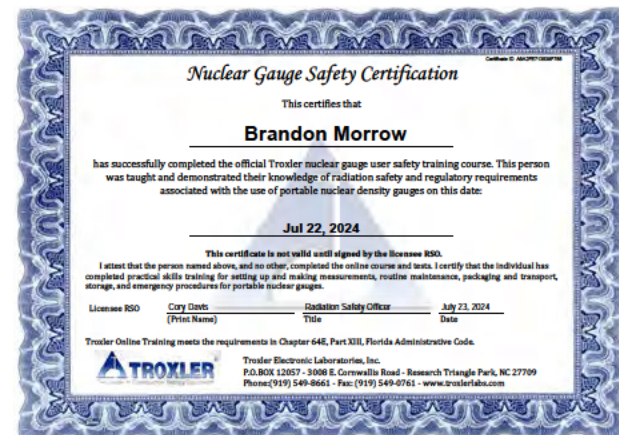 Nuclear Gauge Safety Certification
This certifies that
Brandon Morrow
has successfully completed the official Troxler nuclear gauge user safety training course. This person
was taught and demonstrated their knowledge of radiation safety and regulatory requirements
associated with the use of portable nuclear density gauges on this date:
Jul 22, 2024
This certificate is not valid until signed by the licensee RSO.
I attest that the person named above, and no other, completed the online course and tests. I certify that the individual has
completed practical skills training for setting up and making measurements, routine maintenance, packaging and transport,
storage, and emergency procedures for portable nuclear gauges.
Licensee RSO Cory Davis Radiation Safety Officer July 23, 2024
(Print Name) Title Date
Troxler Online Training meets the requirements in Chapter 64E, Part XIII, Florida Administrative Code.
TROXLER
Troxler Electronic Laboratories, Inc.
P.O.BOX 12057 - 3008 E. Cornwallis Road - Research Triangle Park, NC 27709
Phone:(919) 549-8661 - Fax: (919) 549-0761 - www.troxlerlabs.com